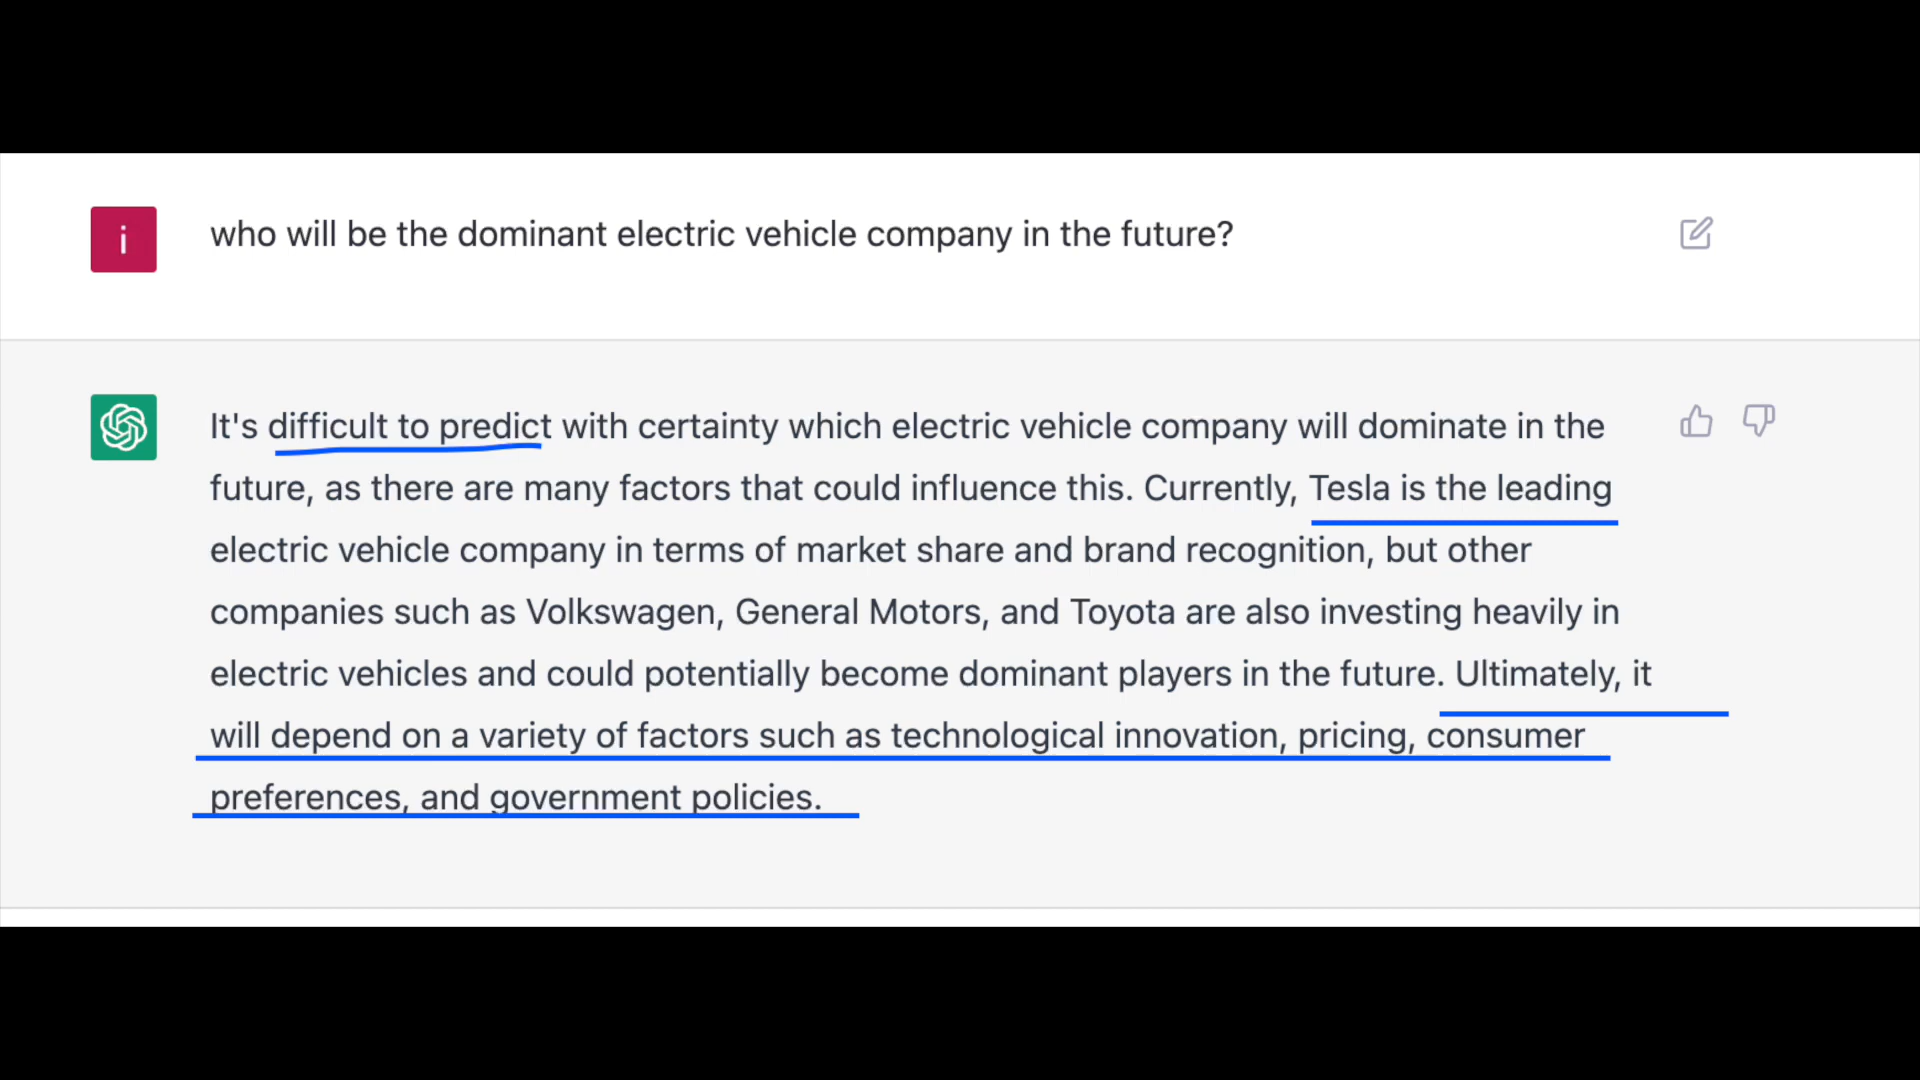 i
who will be the dominant electric vehicle company in the future?
It's difficult to predict with certainty which electric vehicle company will dominate in the
future, as there are many factors that could influence this. Currently, Tesla is the leading
electric vehicle company in terms of market share and brand recognition, but other
companies such as Volkswagen, General Motors, and Toyota are also investing heavily in
electric vehicles and could potentially become dominant players in the future. Ultimately, it
will depend on a variety of factors such as technological innovation, pricing, consumer
preferences, and government policies.